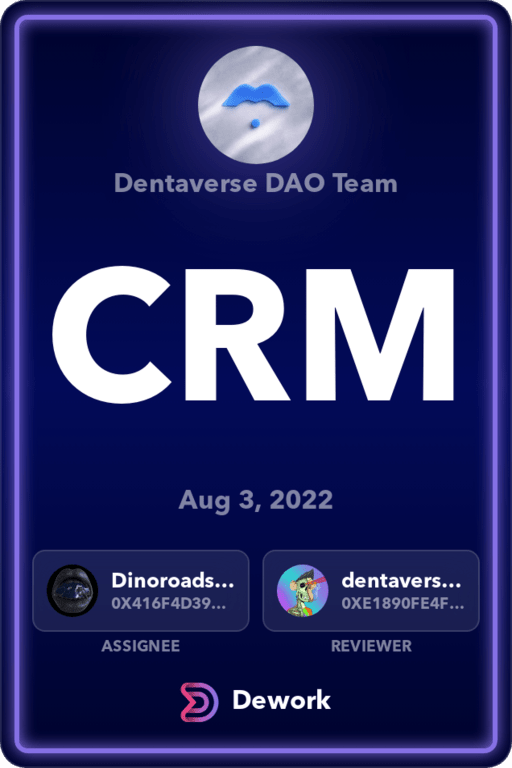 Dentaverse DAO Team
CRM
Aug 3, 2022
Dinoroads...
0X416F4D39...
ASSIGNEE
dentavers...
0XE1890FE4F...
REVIEWER
Dework